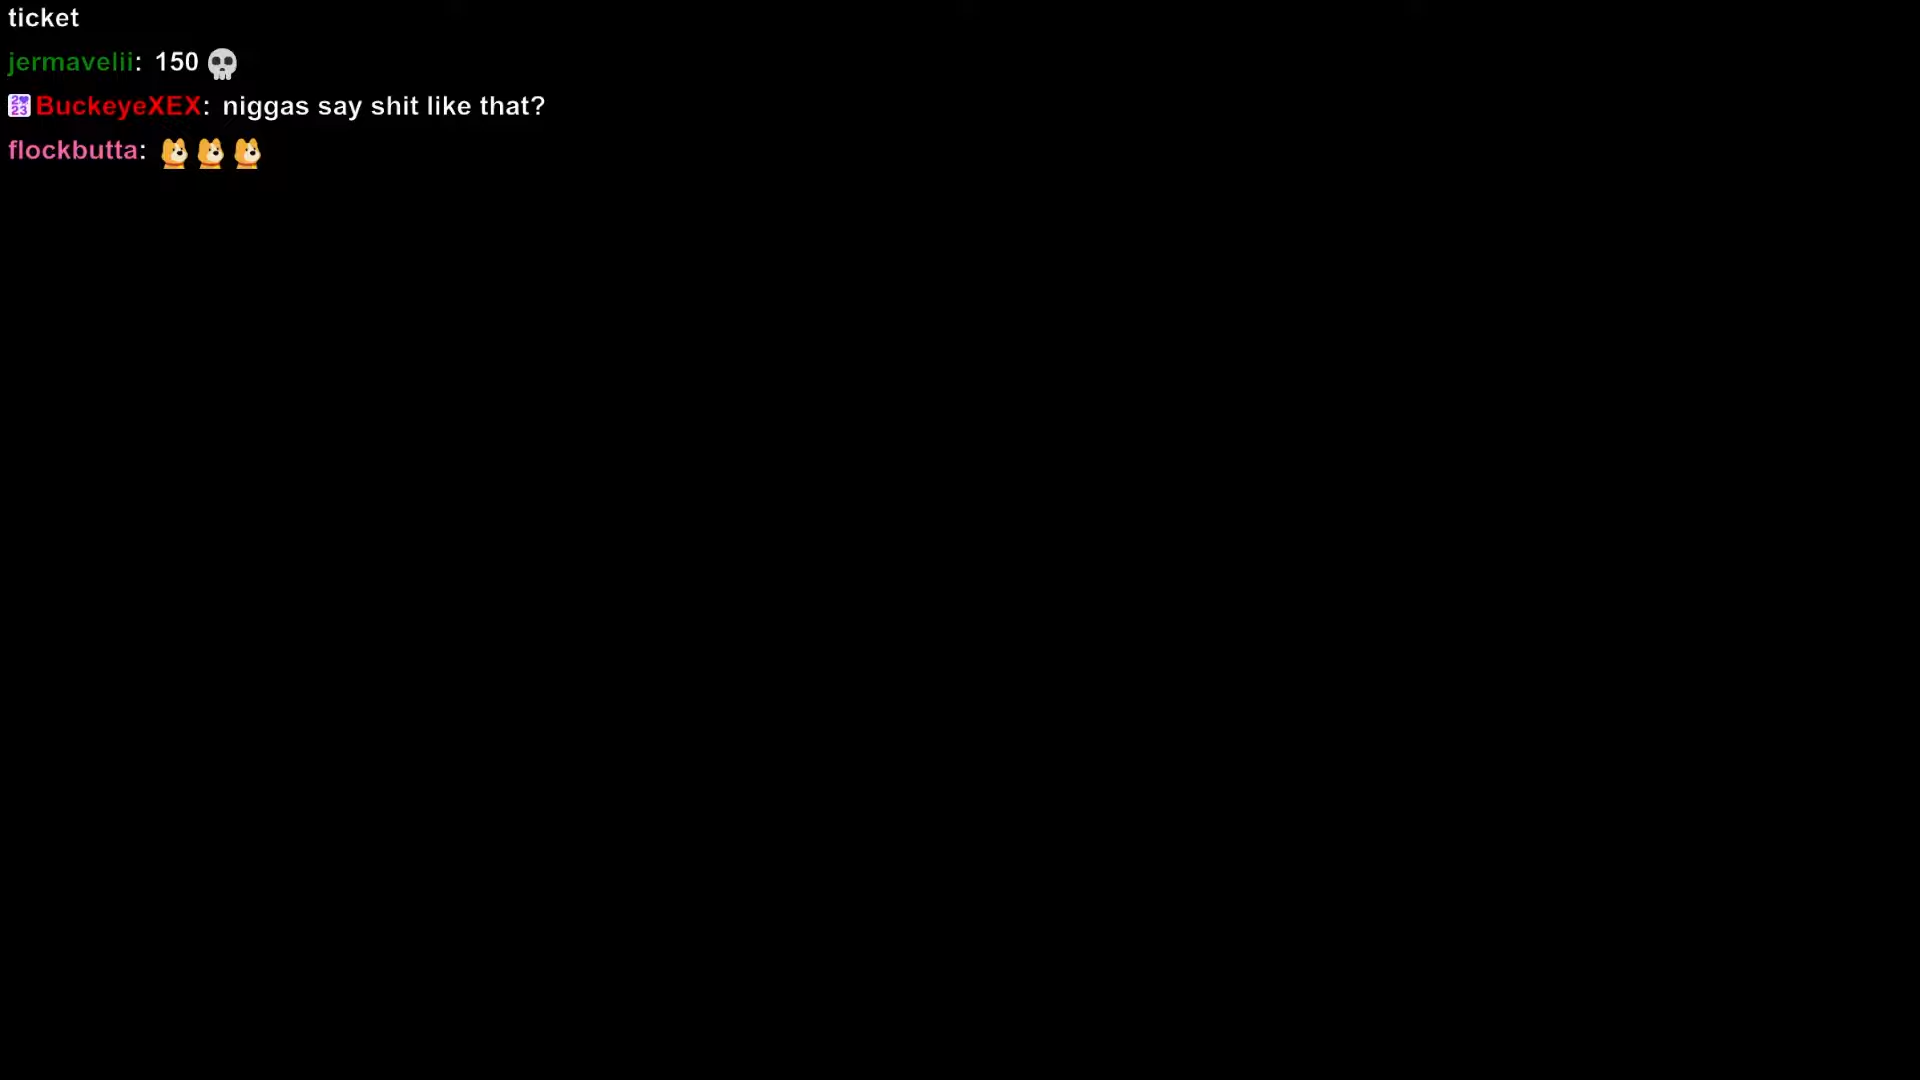 ticket
jermavelii: 150 💀
BuckeyeXEX: niggas say shit like that?
flockbutta: